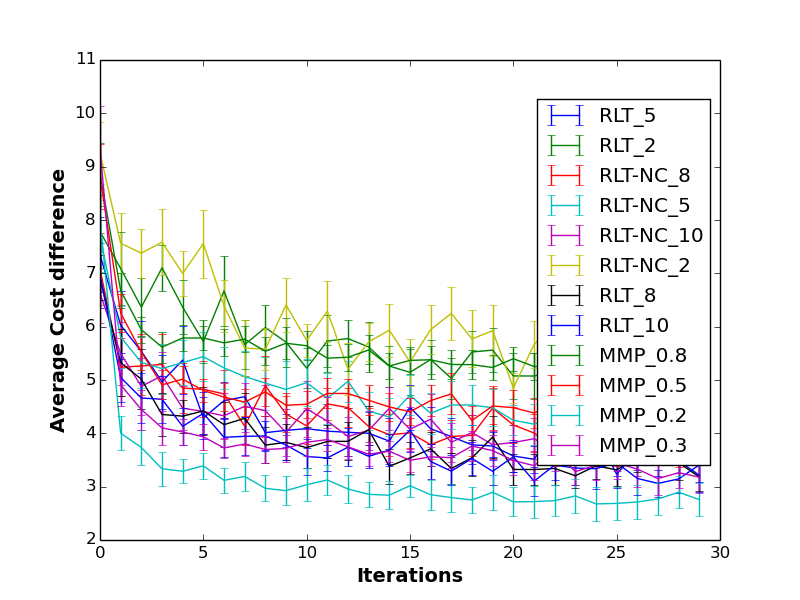 11
10
9
8
7
6
5
4
3
2
0
5
10
15
20
25
30
Average Cost difference
Iterations
RLT_5
RLT_2
RLT-NC_8
RLT-NC_5
RLT-NC_10
RLT-NC_2
RLT_8
RLT_10
MMP_0.8
MMP_0.5
MMP_0.2
MMP_0.3